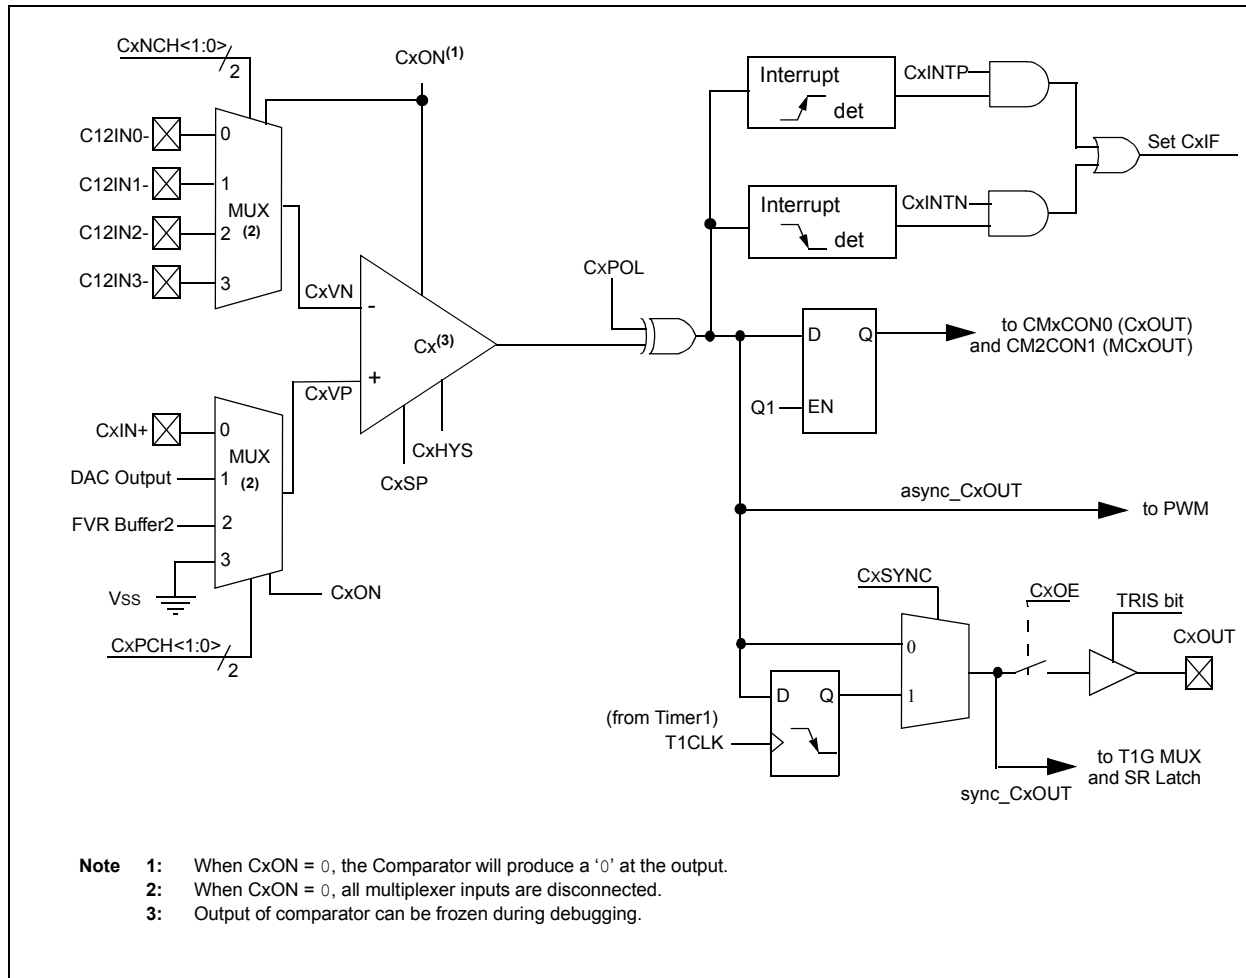 CxNCH<1:0>
2
CxON(1)
C12IN0-
0
C12IN1-
1
MUX
(2)
C12IN2-
2
C12IN3-
3
CxVN
-
Cx(3)
CxVP
+
CxHYS
CxSP
CxIN+
0
MUX
(2)
DAC Output
1
FVR Buffer2
2
3
VSS
CxON
CxPCH<1:0>
2
CxPOL
Interrupt
det
CxINTP
Interrupt
det
CxINTN
Set CxIF
D Q
Q1
EN
to CMxCON0 (CxOUT)
and CM2CON1 (MCxOUT)
async_CxOUT
to PWM
CxSYNC
0
1
CxOE
TRIS bit
CxOUT
D Q
(from Timer1)
T1CLK
to T1G MUX
and SR Latch
sync_CxOUT
Note 1: When CxON = 0, the Comparator will produce a ‘0’ at the output.
2: When CxON = 0, all multiplexer inputs are disconnected.
3: Output of comparator can be frozen during debugging.